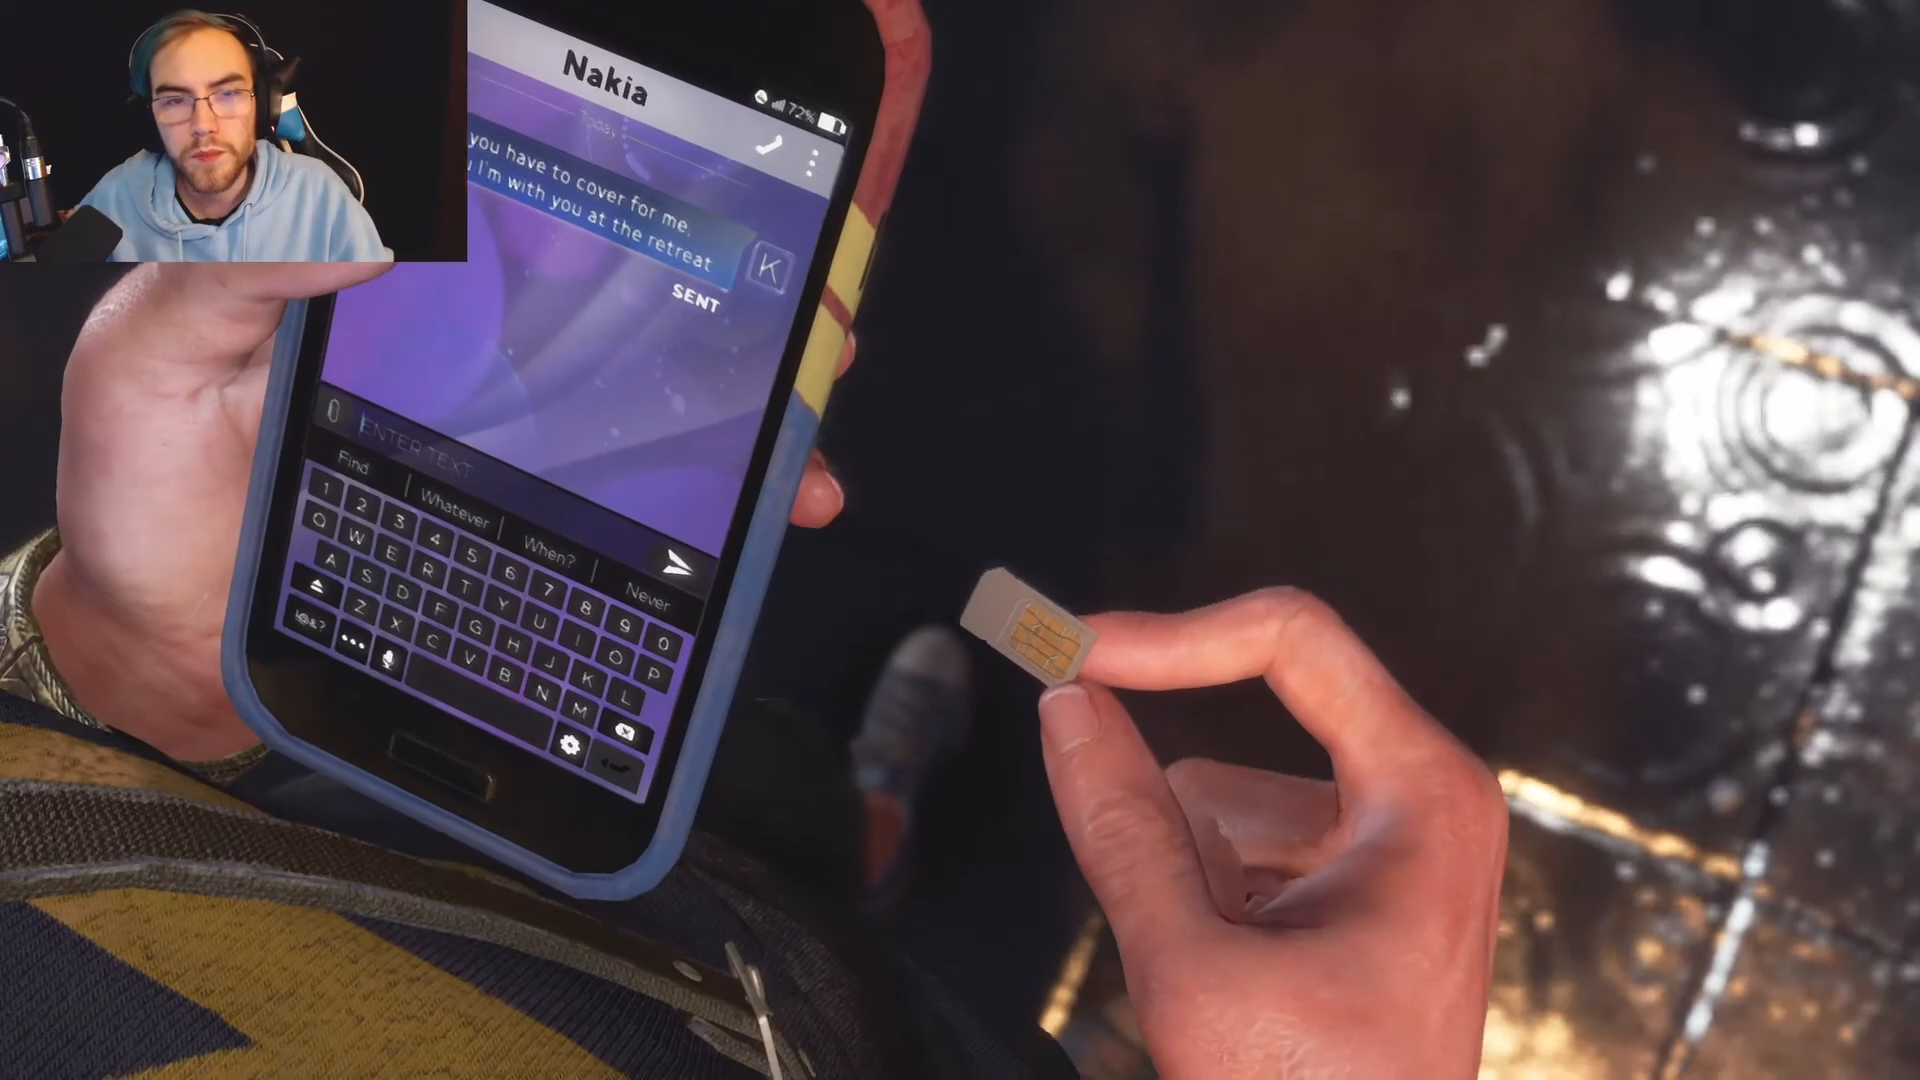 Nakia
72%
Today
you have to cover for me,
I'm with you at the retreat
K
SENT
ENTER TEXT
Find
Whatever
When?
Never
1 2 3 4 5 6 7 8 9 0
Q W E R T Y U I O P
A S D F G H J K L
Z X C V B N M
!@&?